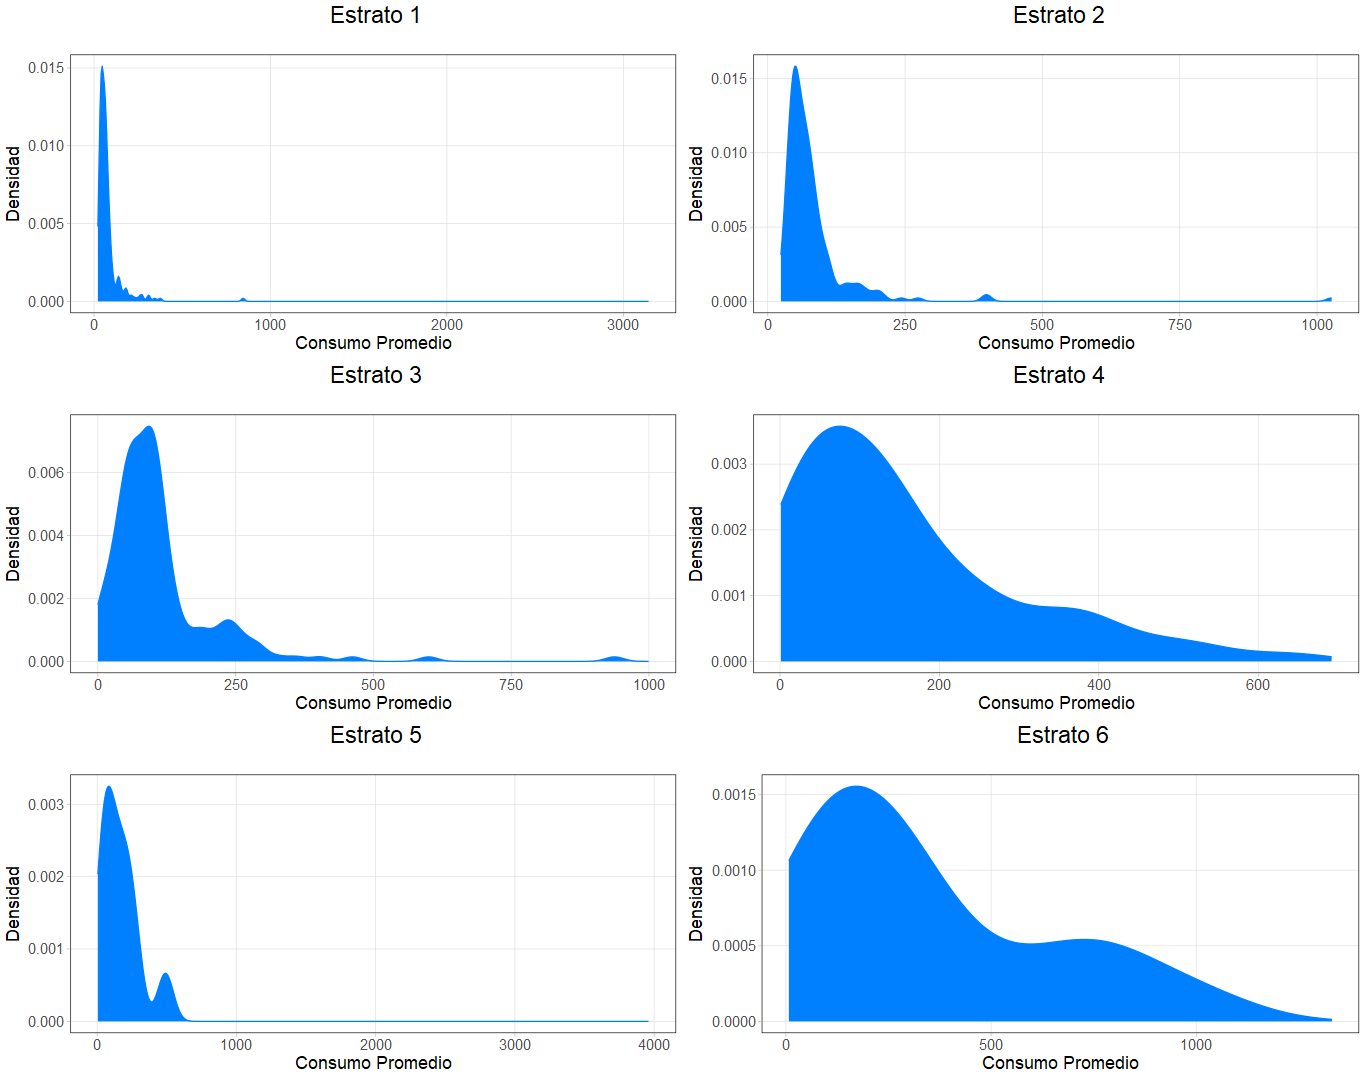 Estrato 1
0.015
0.010
0.005
0.000
Densidad
0 1000 2000 3000
Consumo Promedio
Estrato 2
0.015
0.010
0.005
0.000
Densidad
0 250 500 750 1000
Consumo Promedio
Estrato 3
0.006
0.004
0.002
0.000
Densidad
0 250 500 750 1000
Consumo Promedio
Estrato 4
0.003
0.002
0.001
0.000
Densidad
0 200 400 600
Consumo Promedio
Estrato 5
0.003
0.002
0.001
0.000
Densidad
0 1000 2000 3000 4000
Consumo Promedio
Estrato 6
0.0015
0.0010
0.0005
0.0000
Densidad
0 500 1000
Consumo Promedio